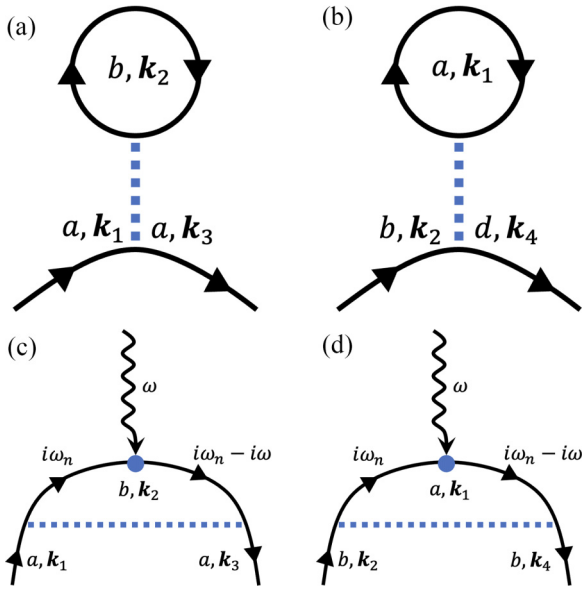 (a)
b, k₂
a, k₁ a, k₃
(b)
a, k₁
b, k₂ d, k₄
(c)
ω
iωₙ iωₙ − iω
b, k₂
a, k₁ a, k₃
(d)
ω
iωₙ iωₙ − iω
a, k₁
b, k₂ b, k₄